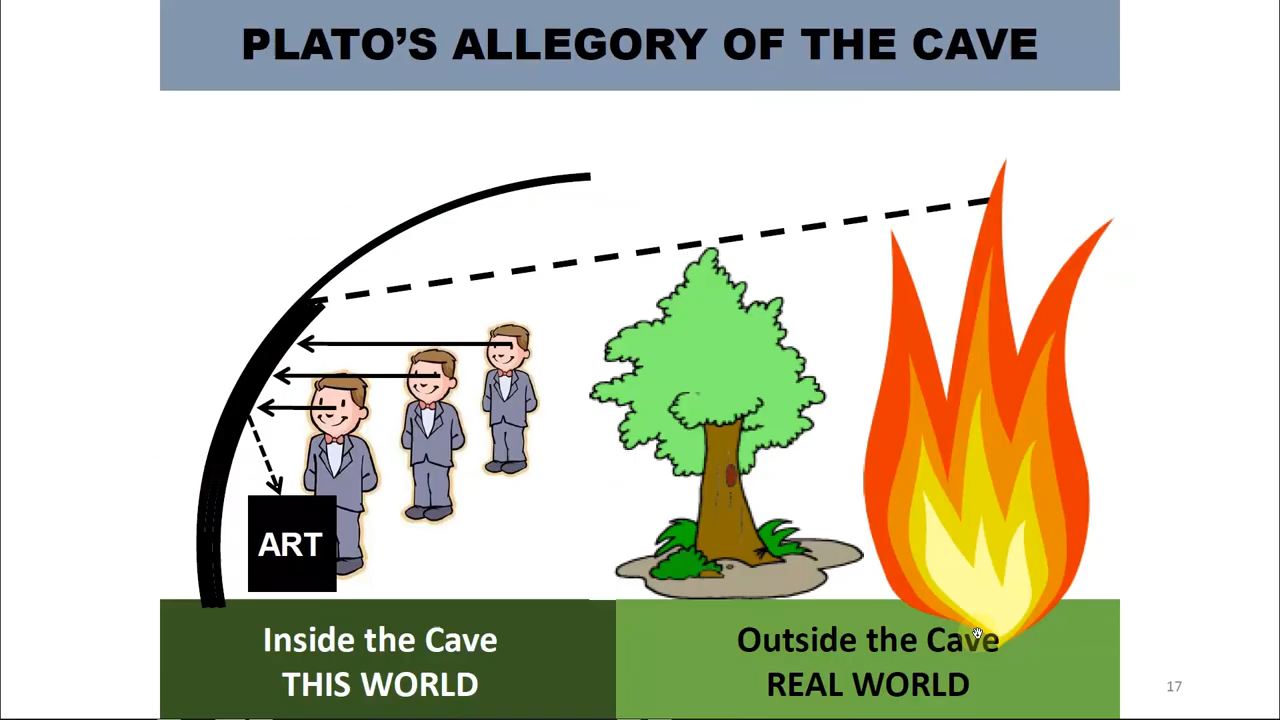 PLATO'S ALLEGORY OF THE CAVE
ART
Inside the Cave
THIS WORLD
Outside the Cave
REAL WORLD
17